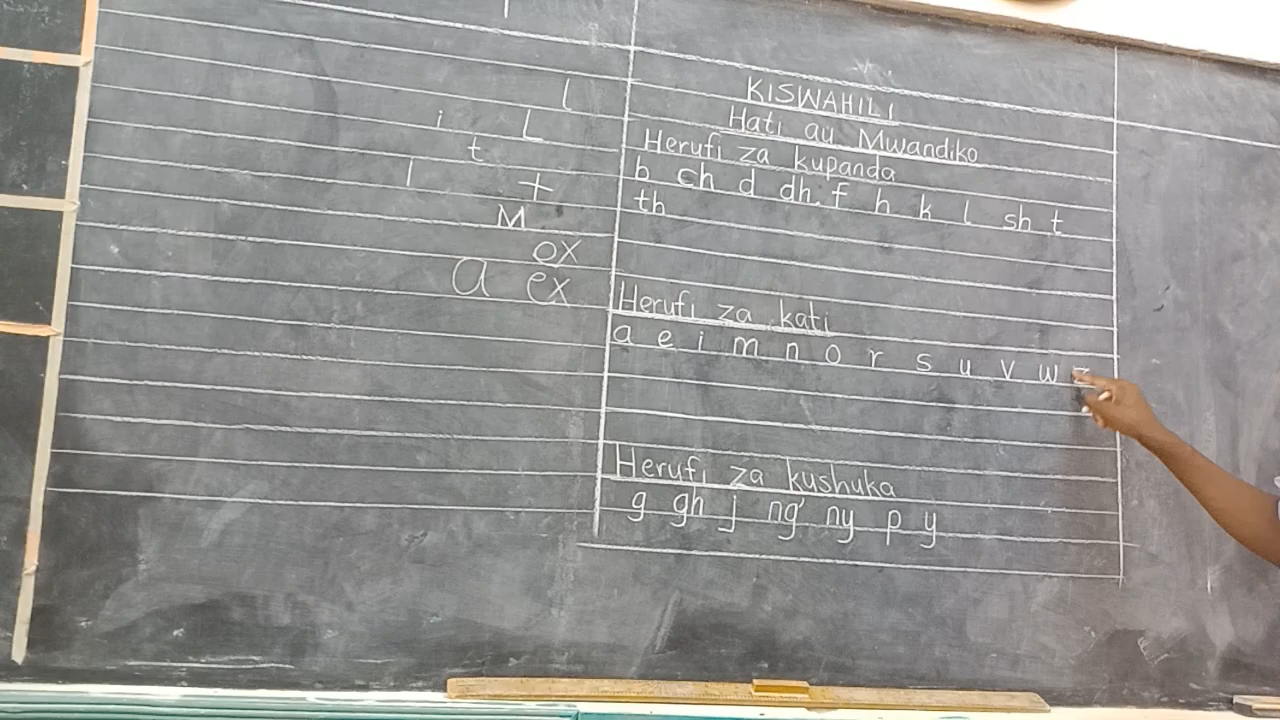 l
i L
t
l +
M
ox
a ex
KISWAHILI
Hati au Mwandiko
Herufi za kupanda
b ch d dh f h k l sh t
th
Herufi za kati
a e i m n o r s u v w z
Herufi za kushuka
g gh j ng' ny p y